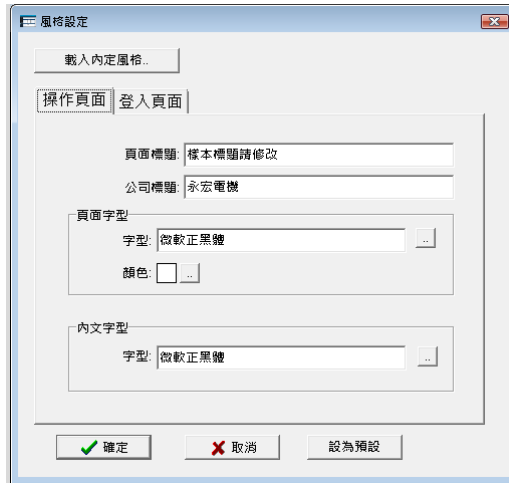 風格設定
載入內定風格..
操作頁面 登入頁面
頁面標題: 樣本標題請修改
公司標題: 永宏電機
頁面字型
字型: 微軟正黑體 ..
顏色: ..
內文字型
字型: 微軟正黑體 ..
確定 取消 設為預設